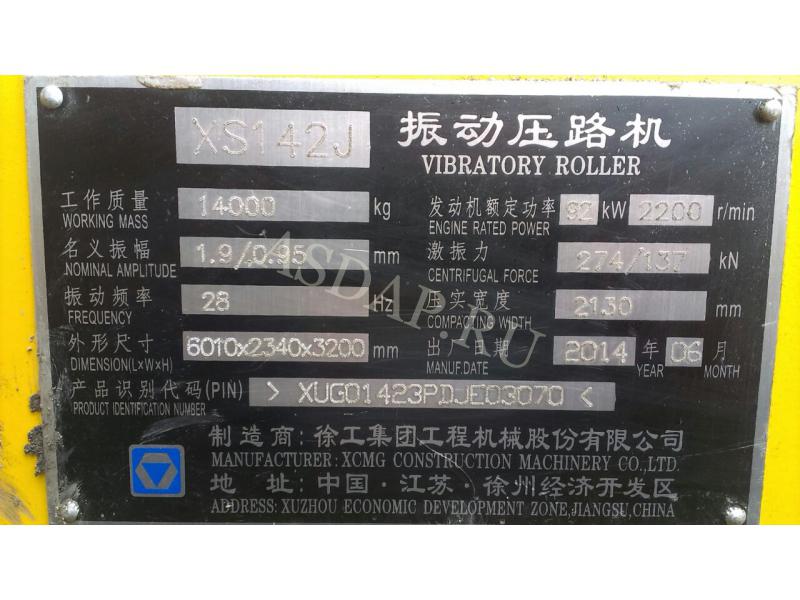 XS142J 振动压路机
VIBRATORY ROLLER
工作质量 14000 kg
WORKING MASS
发动机额定功率 92 kW 2200 r/min
ENGINE RATED POWER
名义振幅 1.9/0.95 mm
NOMINAL AMPLITUDE
激振力 274/137 kN
CENTRIFUGAL FORCE
振动频率 28 Hz
FREQUENCY
压实宽度 2130 mm
COMPACTING WIDTH
外形尺寸 6010x2340x3200 mm
DIMENSION(L×W×H)
出厂日期 2014 年 06 月
MANUF.DATE YEAR MONTH
产品识别代码(PIN) > XUG01423PDJE03070 <
PRODUCT IDENTIFICATION NUMBER
制造商:徐工集团工程机械股份有限公司
MANUFACTURER:XCMG CONSTRUCTION MACHINERY CO.,LTD.
地 址:中国·江苏·徐州经济开发区
ADDRESS: XUZHOU ECONOMIC DEVELOPMENT ZONE,JIANGSU,CHINA
ASDAP.RU